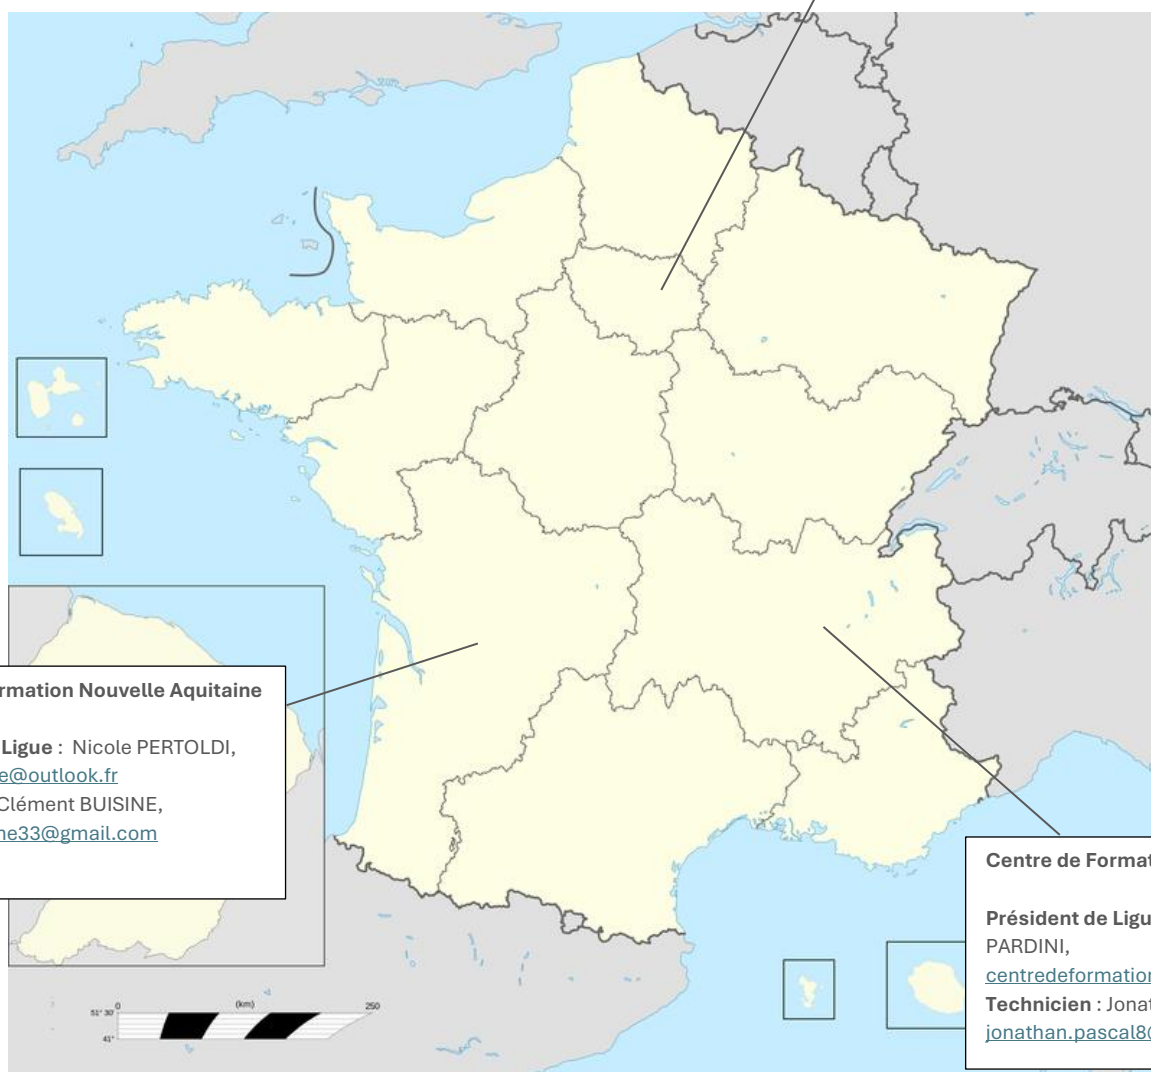 rmation Nouvelle Aquitaine
Ligue : Nicole PERTOLDI,
e@outlook.fr
Clément BUISINE,
ne33@gmail.com
Centre de Format
Président de Ligue
PARDINI,
centredeformation
Technicien : Jonat
jonathan.pascal8@
0 (km) 250
51° 30'
41°